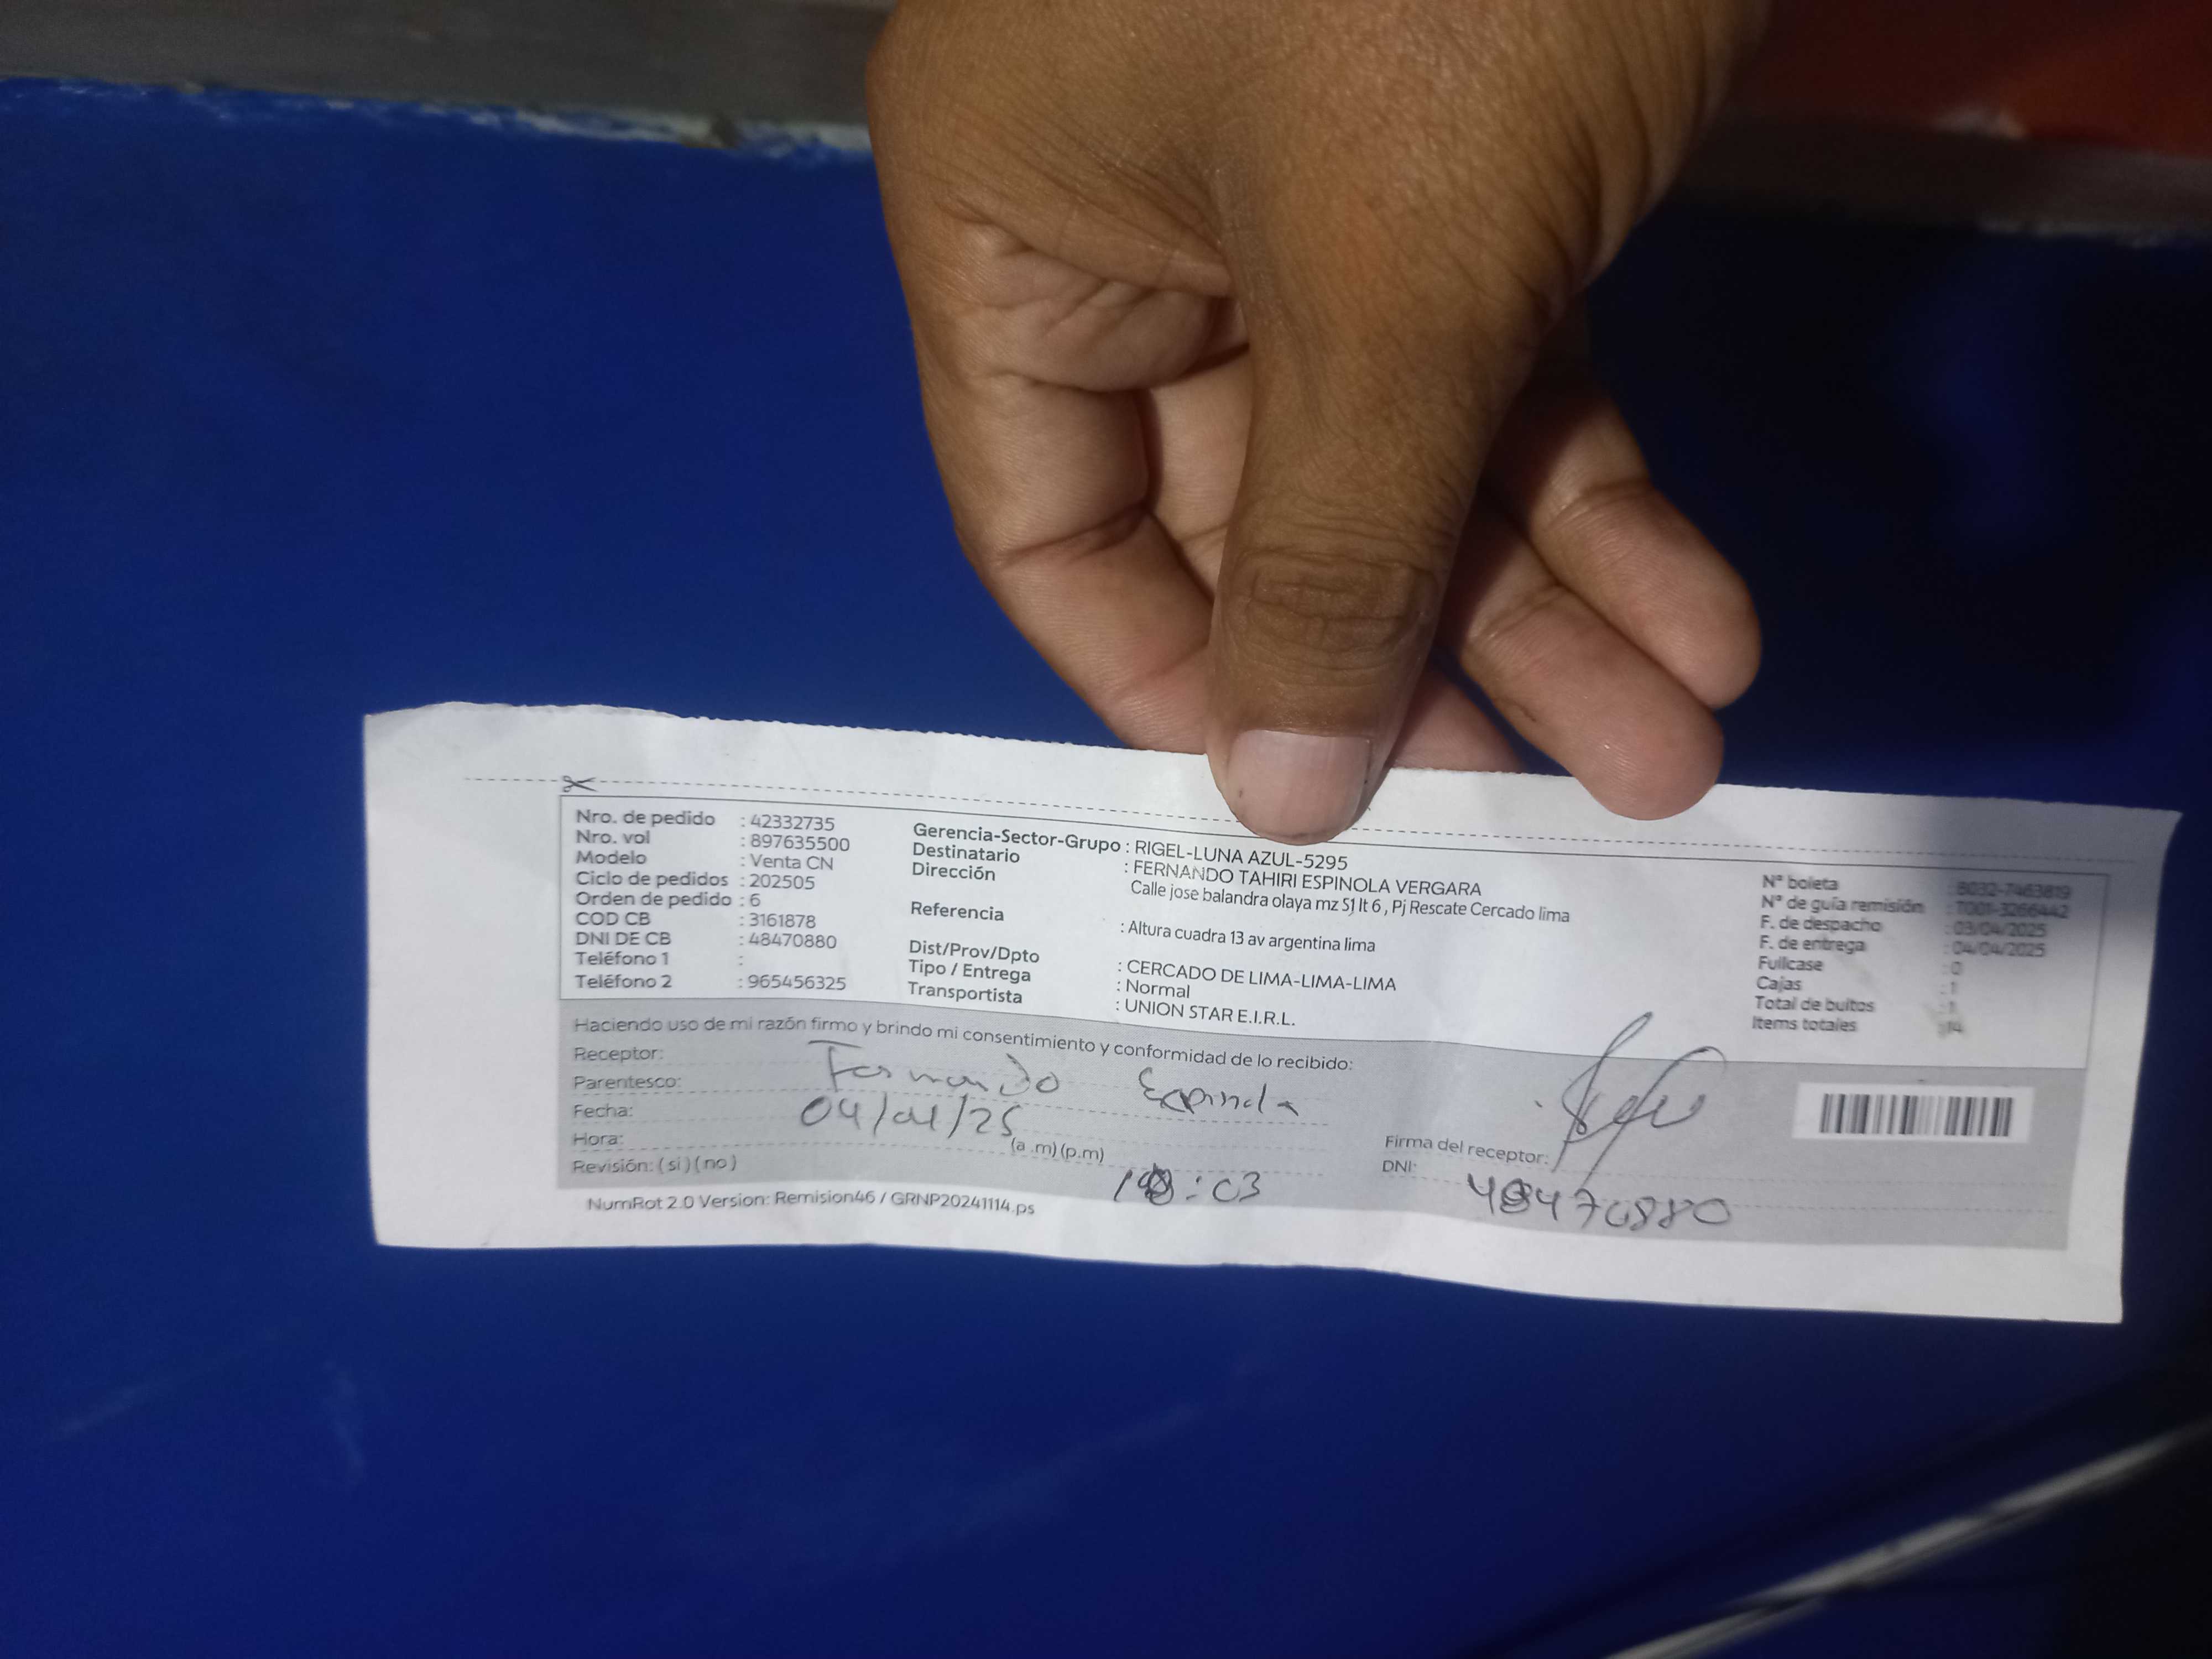 Nro. de pedido : 42332735
Nro. vol : 897635500
Modelo : Venta CN
Ciclo de pedidos : 202505
Orden de pedido : 6
COD CB : 3161878
DNI DE CB : 48470880
Teléfono 1 :
Teléfono 2 : 965456325
Gerencia-Sector-Grupo : RIGEL-LUNA AZUL-5295
Destinatario : FERNANDO TAHIRI ESPINOLA VERGARA
Dirección Calle jose balandra olaya mz S1 lt 6 , Pj Rescate Cercado lima
Referencia : Altura cuadra 13 av argentina lima
Dist/Prov/Dpto : CERCADO DE LIMA-LIMA-LIMA
Tipo / Entrega : Normal
Transportista : UNION STAR E.I.R.L.
N° boleta : B032-7463819
N° de guía remisión : T001-3266442
F. de despacho : 03/04/2025
F. de entrega : 04/04/2025
Fullcase : 0
Cajas : 1
Total de bultos : 1
Items totales : 14
Haciendo uso de mi razón firmo y brindo mi consentimiento y conformidad de lo recibido:
Receptor: Fernando Espinola
Parentesco:
Fecha: 04/04/25
Hora: (a .m) (p.m) : 03
Revisión: ( si ) ( no )
Firma del receptor:
DNI: 48470880
NumRot 2.0 Version: Remision46 / GRNP20241114.ps